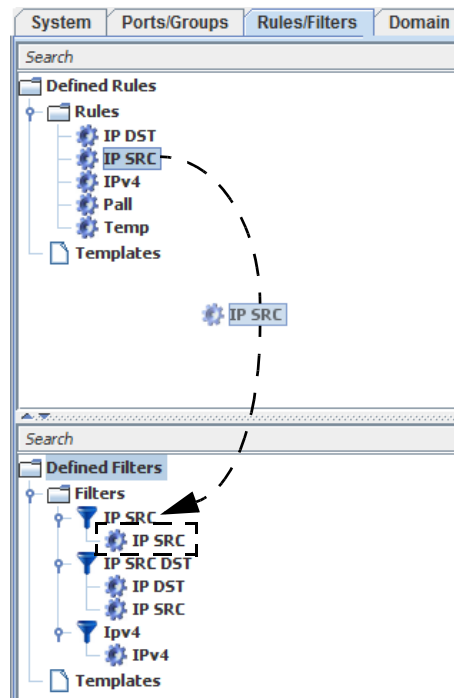 System Ports/Groups Rules/Filters Domain
Search
Defined Rules
Rules
IP DST
IP SRC
IPv4
Pall
Temp
Templates
IP SRC
Search
Defined Filters
Filters
IP SRC
IP SRC
IP SRC DST
IP DST
IP SRC
Ipv4
IPv4
Templates